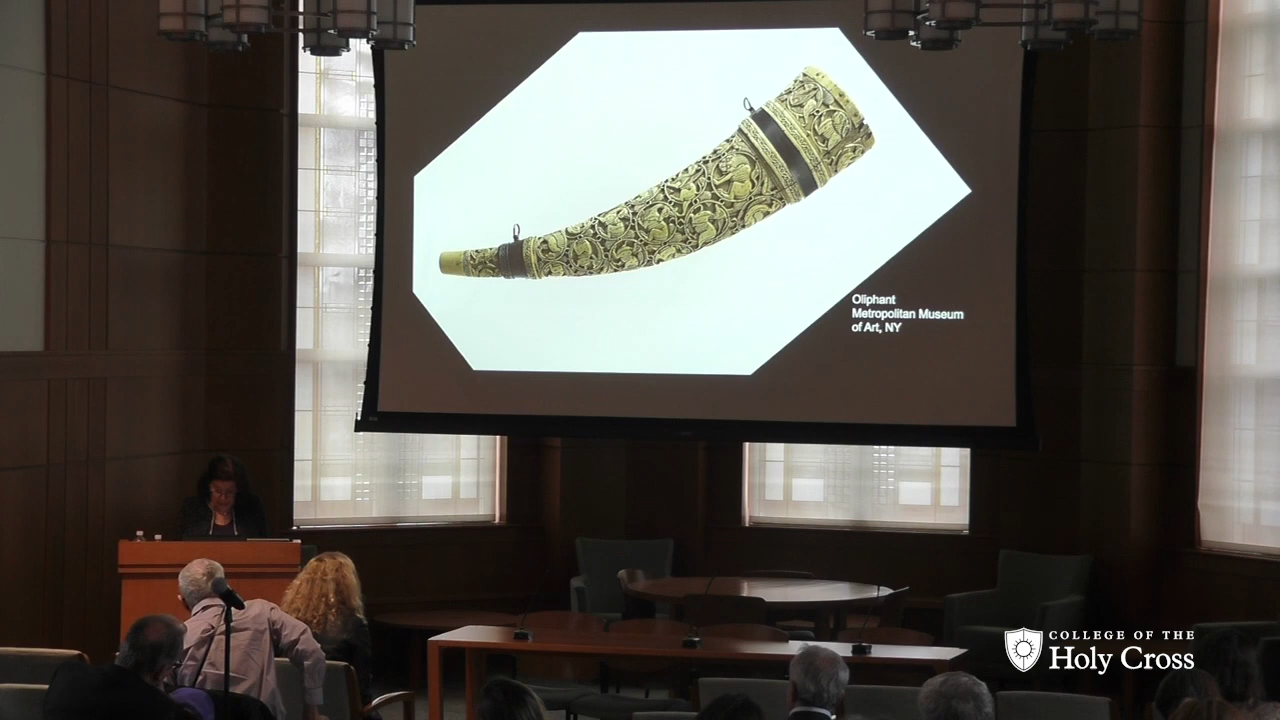 Oliphant
Metropolitan Museum
of Art, NY
COLLEGE OF THE
Holy Cross